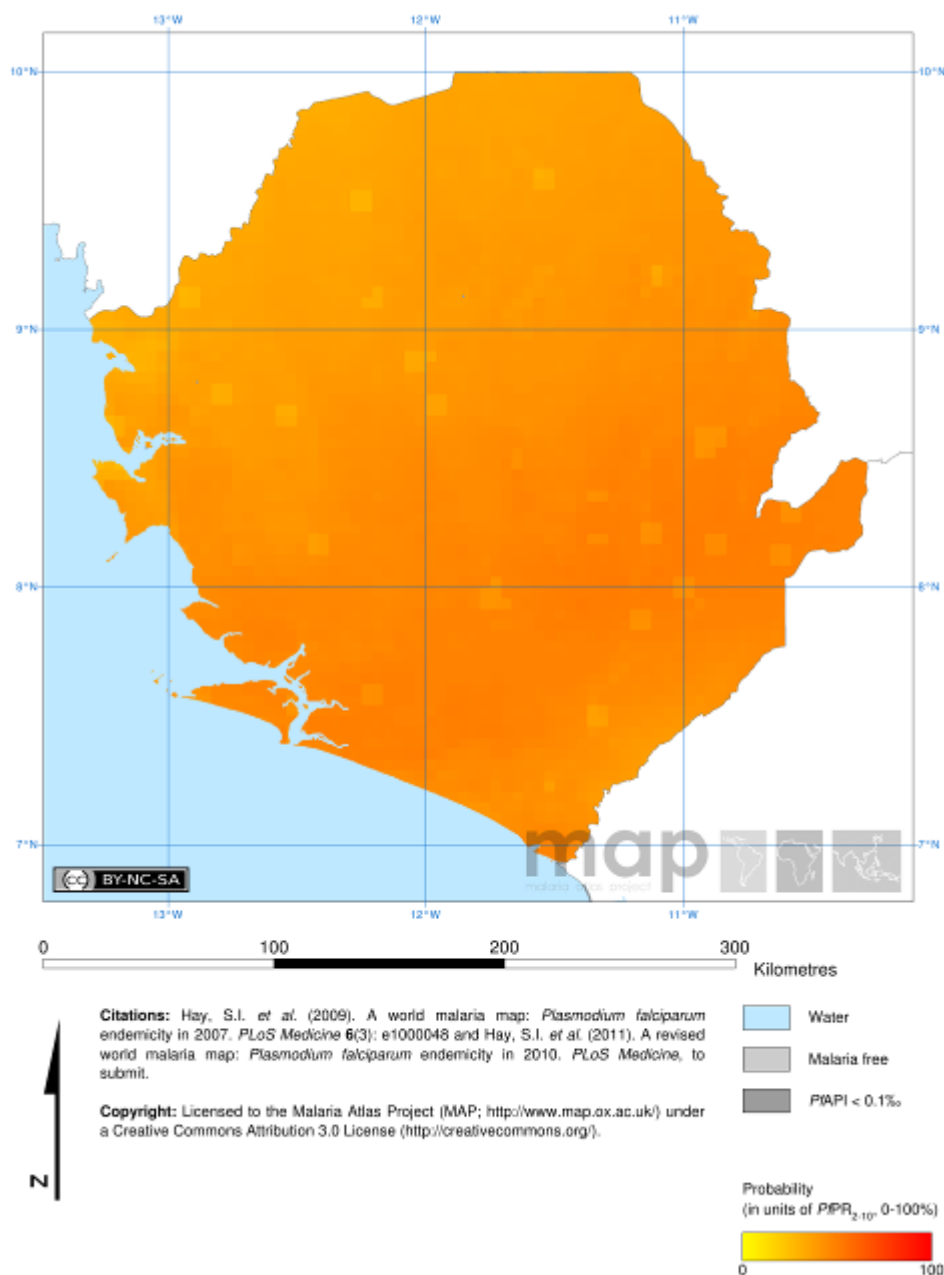 13°W 12°W 11°W
10°N 10°N
9°N 9°N
8°N 8°N
7°N 7°N
map
malaria atlas project
CC BY-NC-SA
13°W 12°W 11°W
0 100 200 300
Kilometres
Citations: Hay, S.I. et al. (2009). A world malaria map: Plasmodium falciparum
endemicity in 2007. PLoS Medicine 6(3): e1000048 and Hay, S.I. et al. (2011). A revised
world malaria map: Plasmodium falciparum endemicity in 2010. PLoS Medicine, to
submit.
Copyright: Licensed to the Malaria Atlas Project (MAP; http://www.map.ox.ac.uk/) under
a Creative Commons Attribution 3.0 License (http://creativecommons.org/).
N
Water
Malaria free
PfAPI < 0.1‰
Probability
(in units of PfPR2-10, 0-100%)
0 100